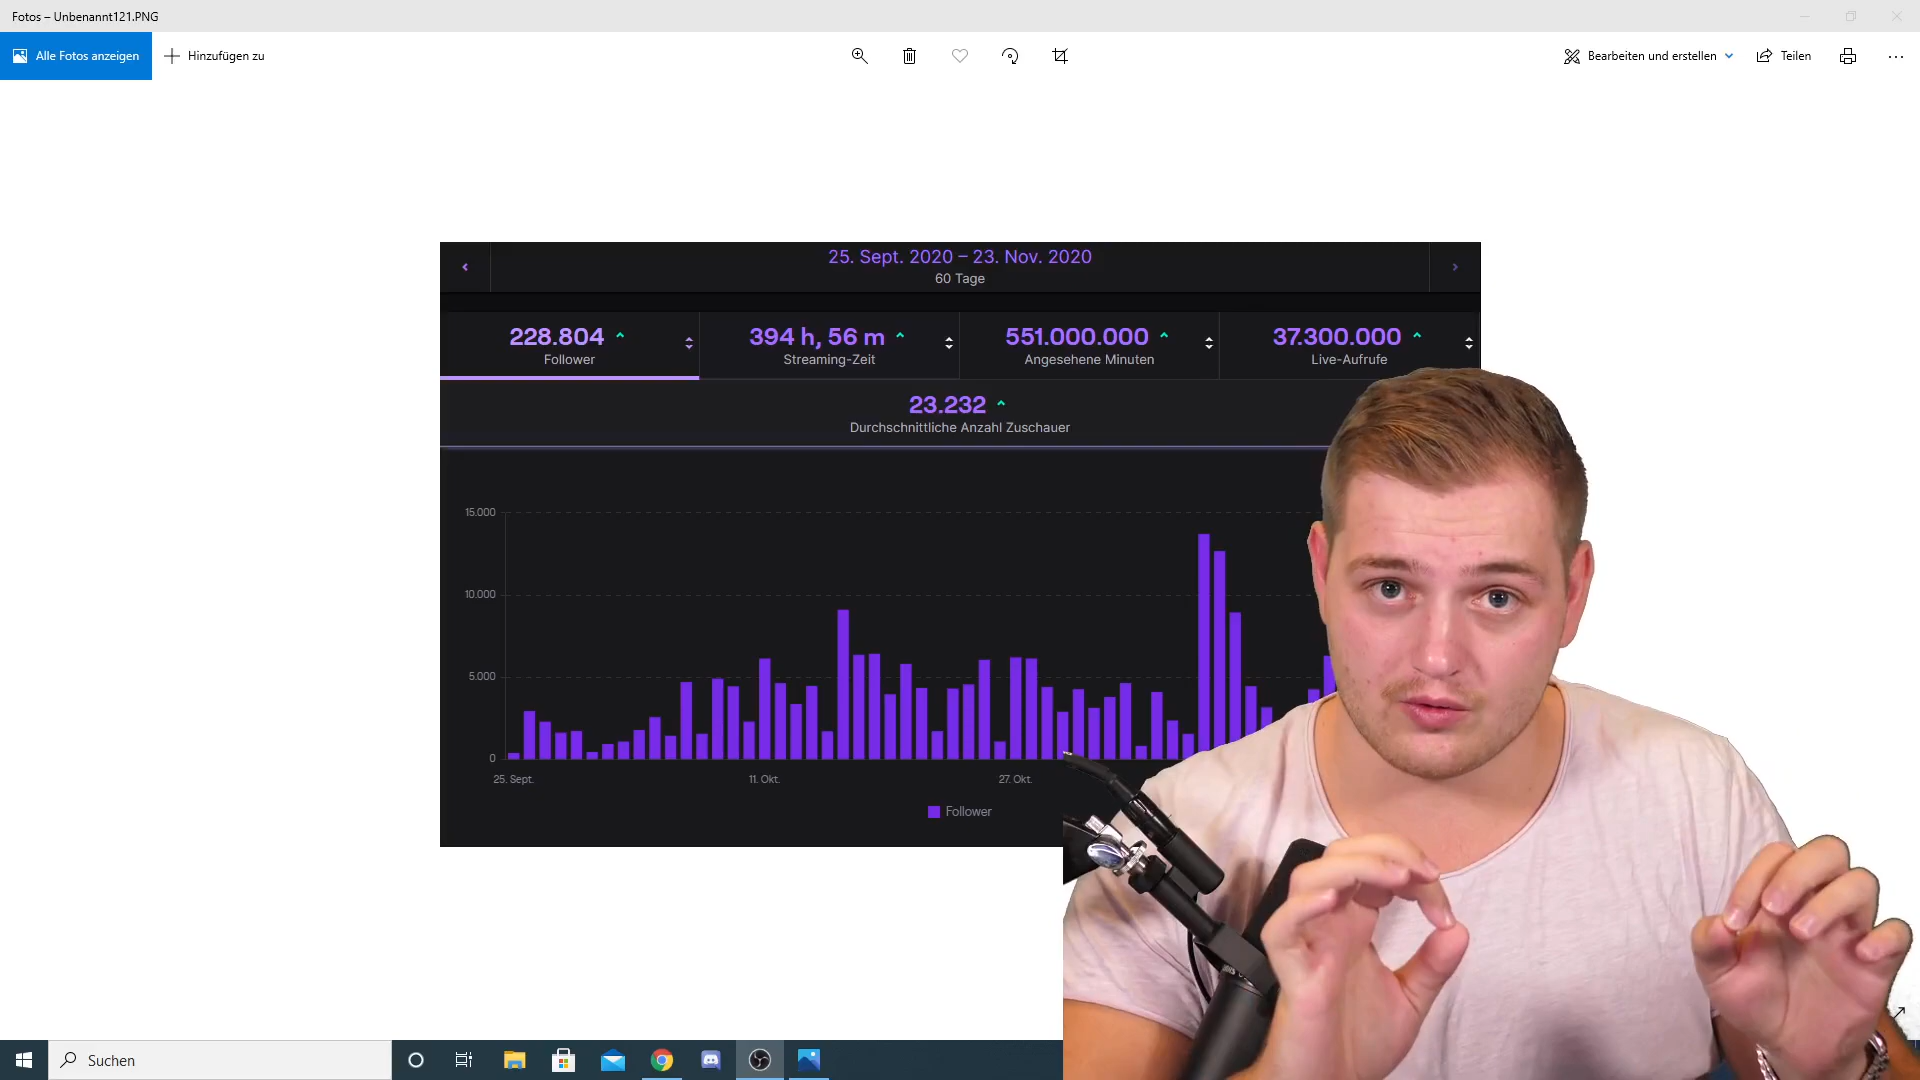 Fotos – Unbenannt121.PNG
Alle Fotos anzeigen
Hinzufügen zu
Bearbeiten und erstellen
Teilen
25. Sept. 2020 – 23. Nov. 2020
60 Tage
228.804
Follower
394 h, 56 m
Streaming-Zeit
551.000.000
Angesehene Minuten
37.300.000
Live-Aufrufe
23.232
Durchschnittliche Anzahl Zuschauer
15.000
10.000
5.000
0
25. Sept.
11. Okt.
27. Okt.
Follower
Suchen